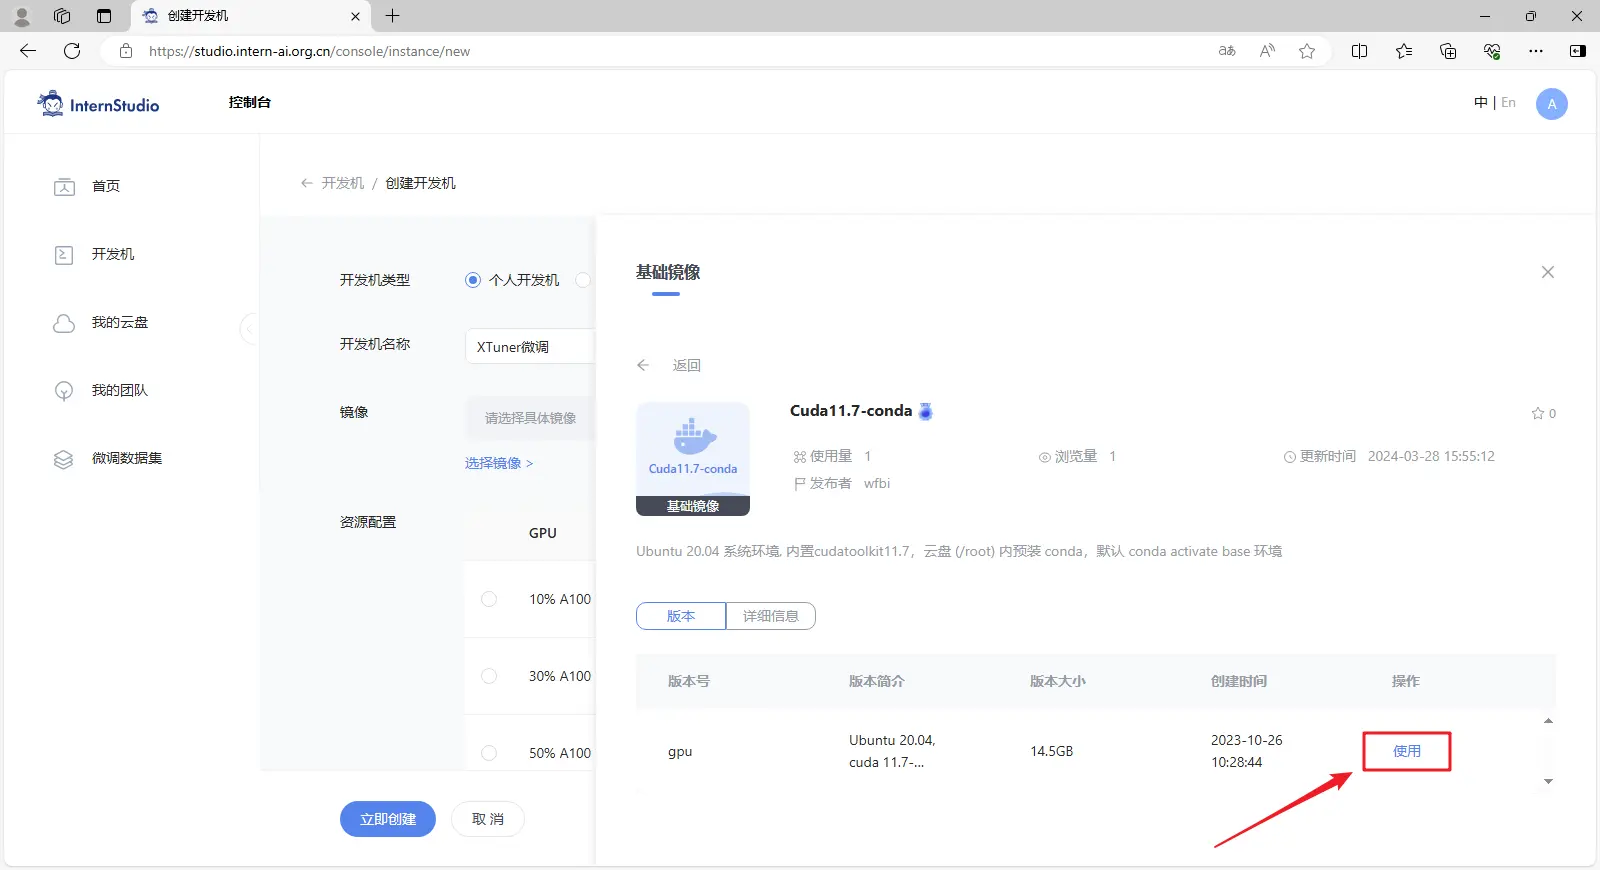 创建开发机
https://studio.intern-ai.org.cn/console/instance/new
InternStudio
控制台
中 | En
A
首页
开发机
我的云盘
我的团队
微调数据集
开发机 / 创建开发机
开发机类型
个人开发机
开发机名称
XTuner微调
镜像
请选择具体镜像
选择镜像 >
资源配置
GPU
10% A100
30% A100
50% A100
立即创建
取 消
基础镜像
返回
Cuda11.7-conda
基础镜像
Cuda11.7-conda
0
使用量 1
浏览量 1
更新时间 2024-03-28 15:55:12
发布者 wfbi
Ubuntu 20.04 系统环境, 内置cudatoolkit11.7，云盘 (/root) 内预装 conda，默认 conda activate base 环境
版本
详细信息
版本号 版本简介 版本大小 创建时间 操作
gpu
Ubuntu 20.04,
cuda 11.7-...
14.5GB
2023-10-26
10:28:44
使用